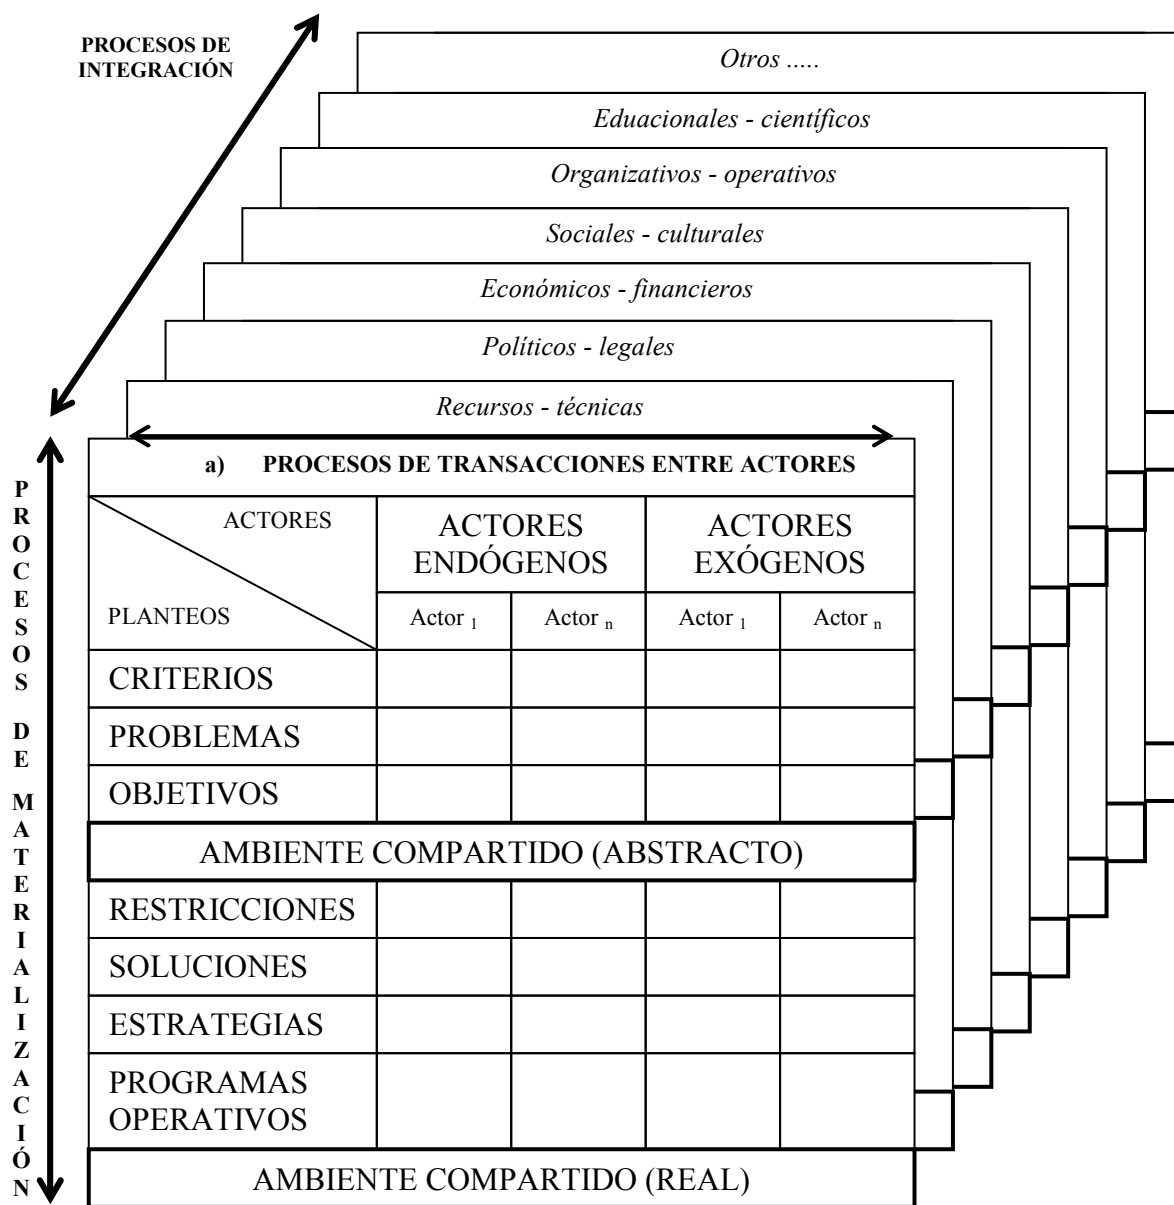 PROCESOS DE
INTEGRACIÓN
Otros .....
Eduacionales - científicos
Organizativos - operativos
Sociales - culturales
Económicos - financieros
Políticos - legales
Recursos - técnicas
PROCESOS DE MATERIALIZACIÓN
a) PROCESOS DE TRANSACCIONES ENTRE ACTORES
ACTORES
PLANTEOS
ACTORES
ENDÓGENOS
ACTORES
EXÓGENOS
Actor 1
Actor n
Actor 1
Actor n
CRITERIOS
PROBLEMAS
OBJETIVOS
AMBIENTE COMPARTIDO (ABSTRACTO)
RESTRICCIONES
SOLUCIONES
ESTRATEGIAS
PROGRAMAS
OPERATIVOS
AMBIENTE COMPARTIDO (REAL)